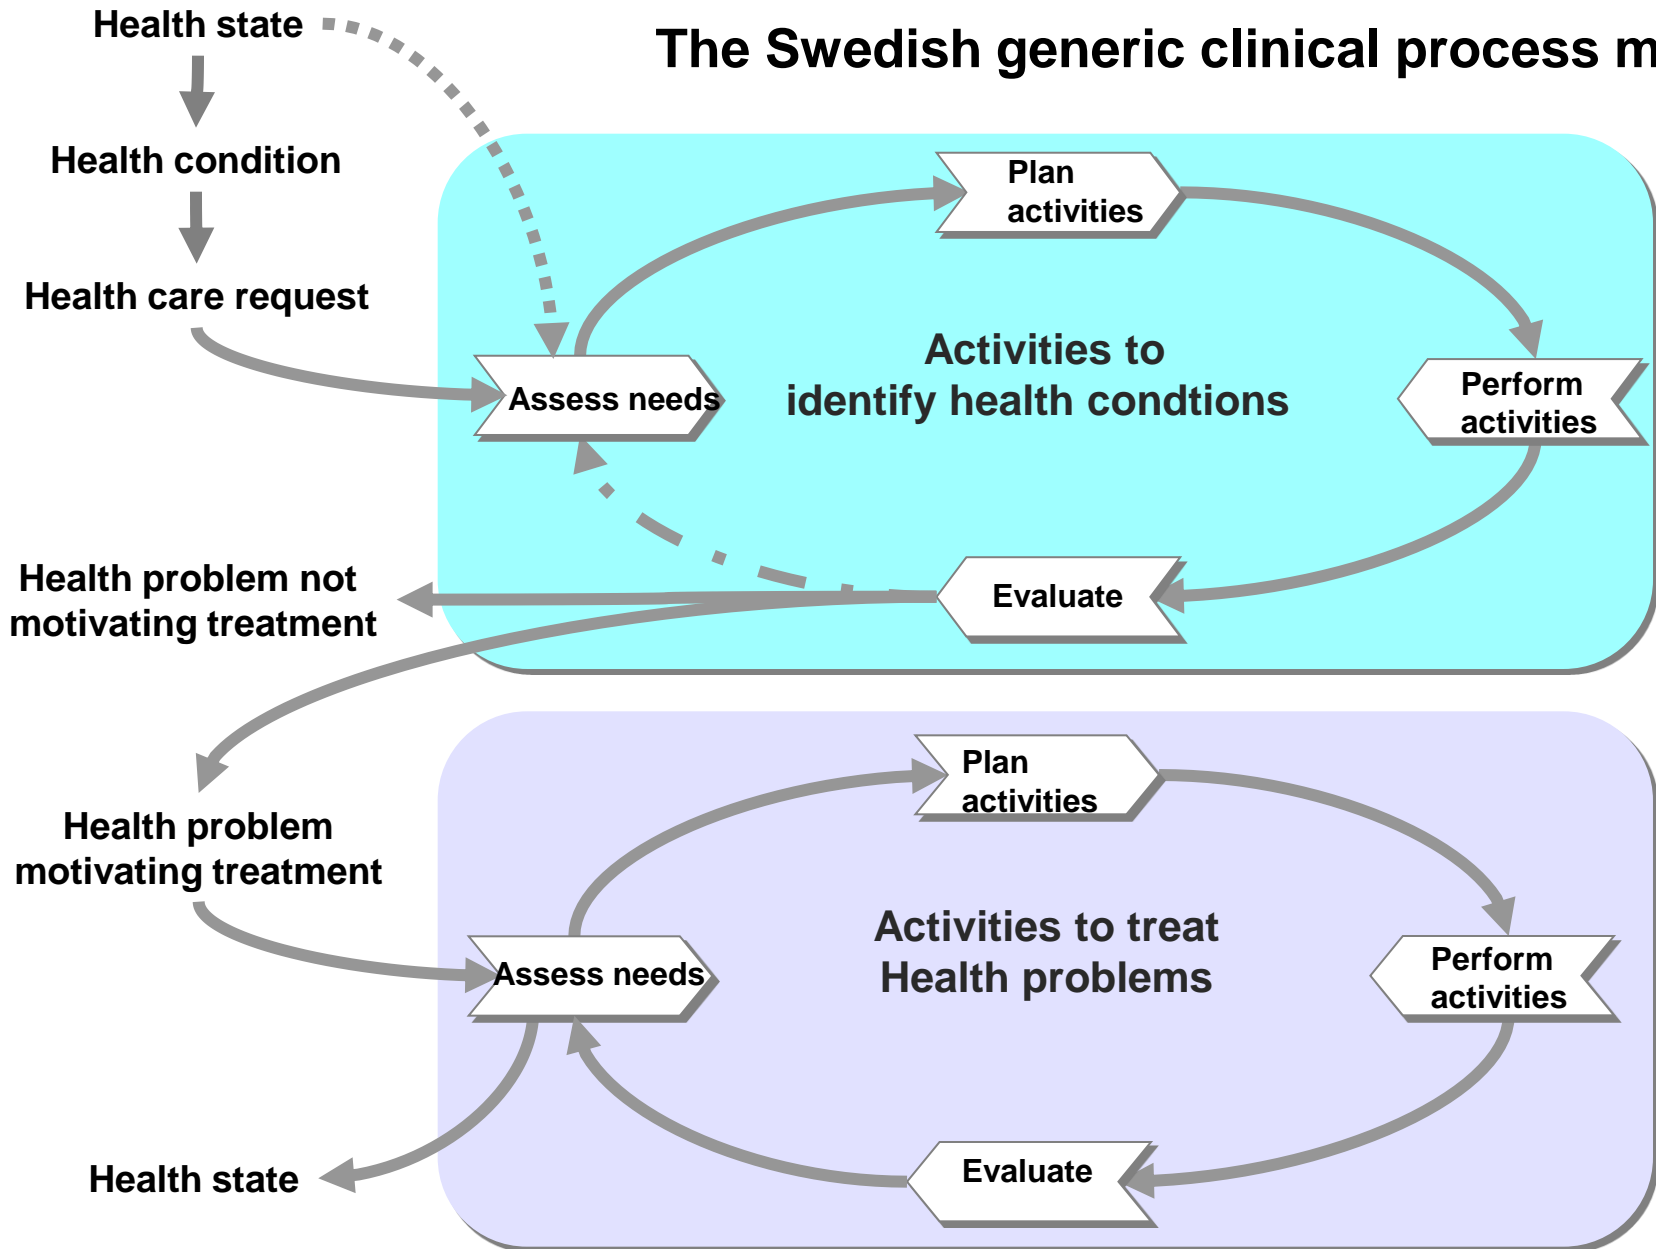 Health state
The Swedish generic clinical process m
Health condition
Plan
activities
Health care request
Activities to
identify health condtions
Assess needs
Perform
activities
Health problem not
motivating treatment
Evaluate
Plan
activities
Health problem
motivating treatment
Activities to treat
Health problems
Assess needs
Perform
activities
Health state
Evaluate